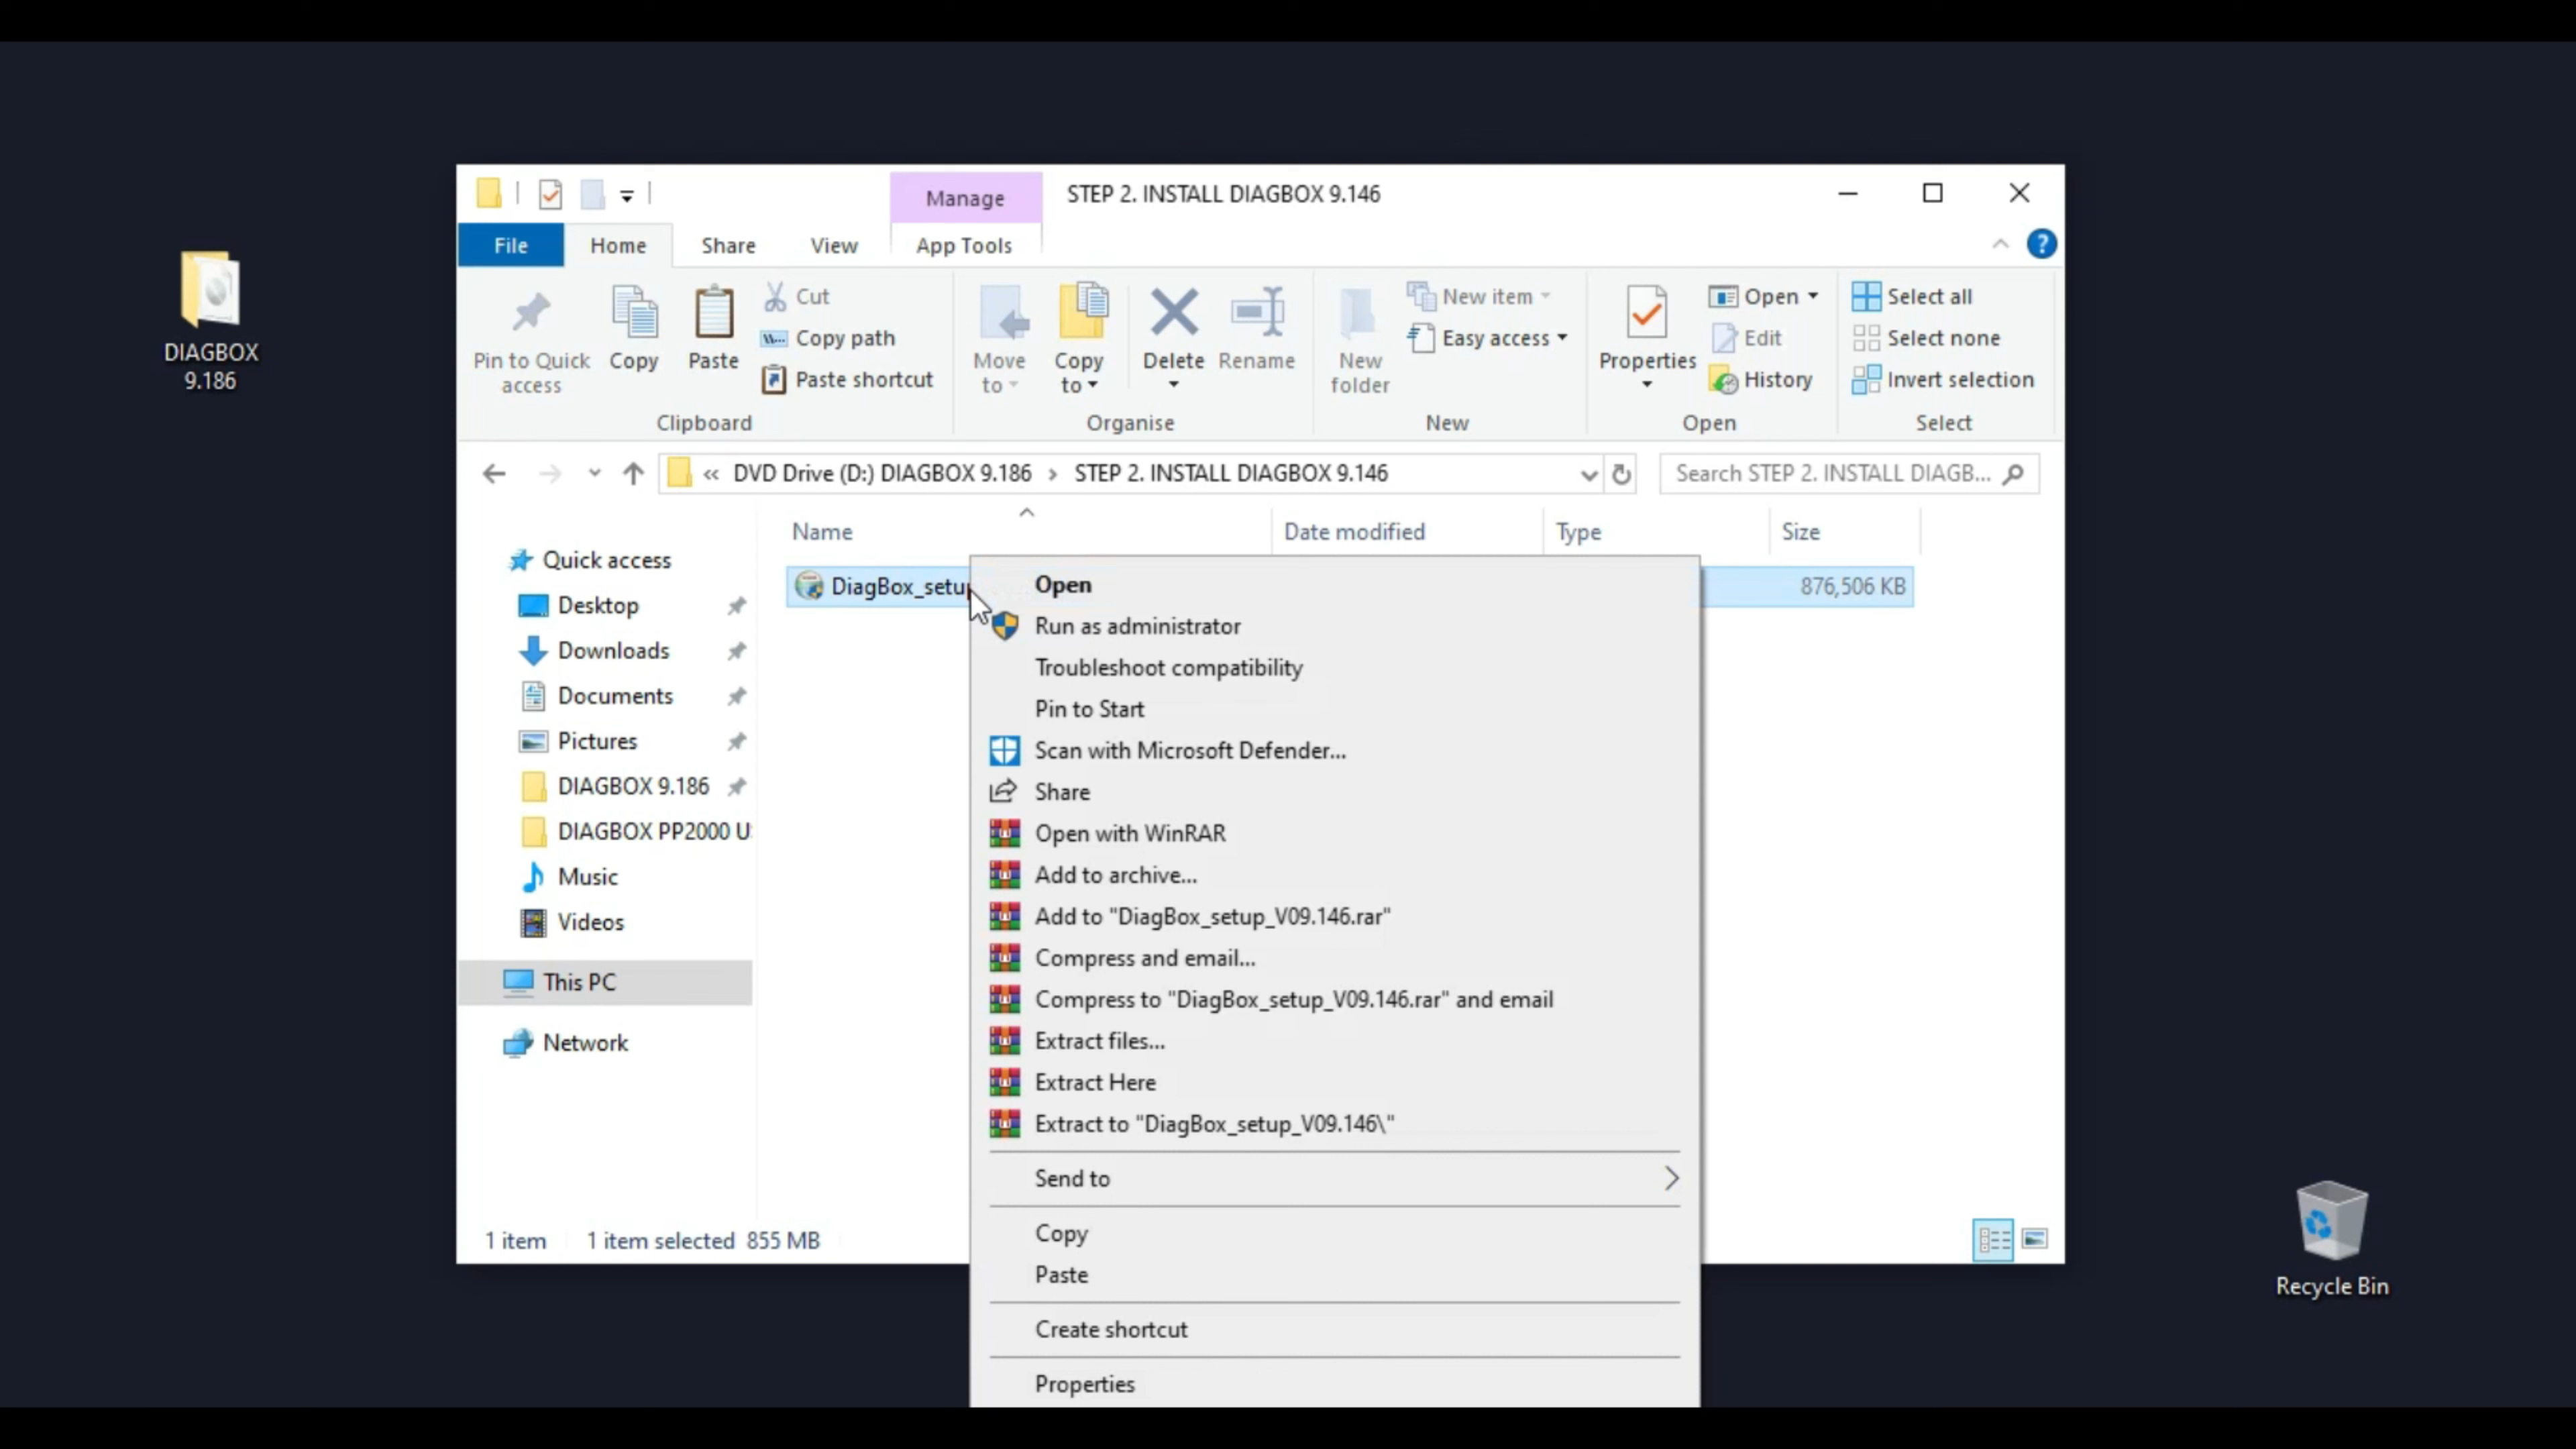 Manage
STEP 2. INSTALL DIAGBOX 9.146
File
Home
Share
View
App Tools
Pin to Quick
access
Copy
Paste
Cut
Copy path
Paste shortcut
Clipboard
Move
to
Copy
to
Delete
Rename
Organise
New
folder
New item
Easy access
New
Properties
Open
Edit
History
Open
Select all
Select none
Invert selection
Select
« DVD Drive (D:) DIAGBOX 9.186 › STEP 2. INSTALL DIAGBOX 9.146
Search STEP 2. INSTALL DIAGB...
DIAGBOX
9.186
Name
Date modified
Type
Size
Quick access
Desktop
Downloads
Documents
Pictures
DIAGBOX 9.186
DIAGBOX PP2000 U
Music
Videos
This PC
Network
DiagBox_setup
876,506 KB
Open
Run as administrator
Troubleshoot compatibility
Pin to Start
Scan with Microsoft Defender...
Share
Open with WinRAR
Add to archive...
Add to "DiagBox_setup_V09.146.rar"
Compress and email...
Compress to "DiagBox_setup_V09.146.rar" and email
Extract files...
Extract Here
Extract to "DiagBox_setup_V09.146\"
Send to
Copy
Paste
Create shortcut
Properties
1 item
1 item selected 855 MB
Recycle Bin